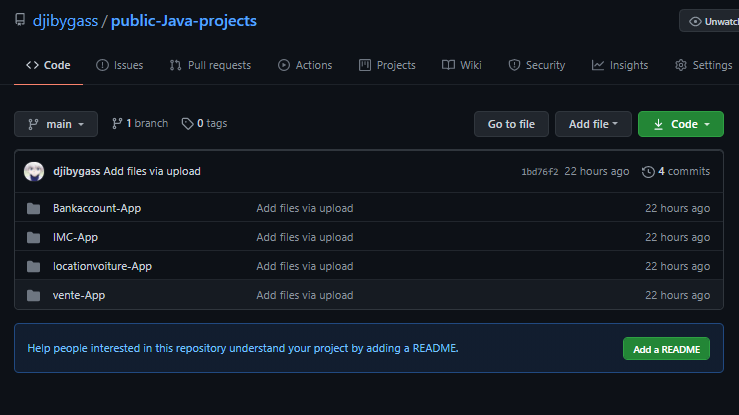 djibygass / public-Java-projects
Unwatch
Code Issues Pull requests Actions Projects Wiki Security Insights Settings
main 1 branch 0 tags Go to file Add file Code
djibygass Add files via upload 1bd76f2 22 hours ago 4 commits
Bankaccount-App Add files via upload 22 hours ago
IMC-App Add files via upload 22 hours ago
locationvoiture-App Add files via upload 22 hours ago
vente-App Add files via upload 22 hours ago
Help people interested in this repository understand your project by adding a README. Add a README